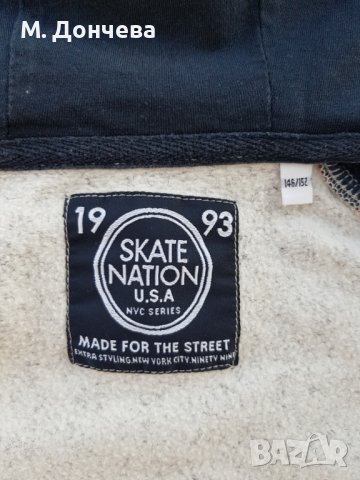 М. Дончева
146/152
19 93
SKATE
NATION
U.S.A
NYC SERIES
MADE FOR THE STREET
EXTRA STYLING. NEW YORK CITY. NINETY NINE
BAZAR